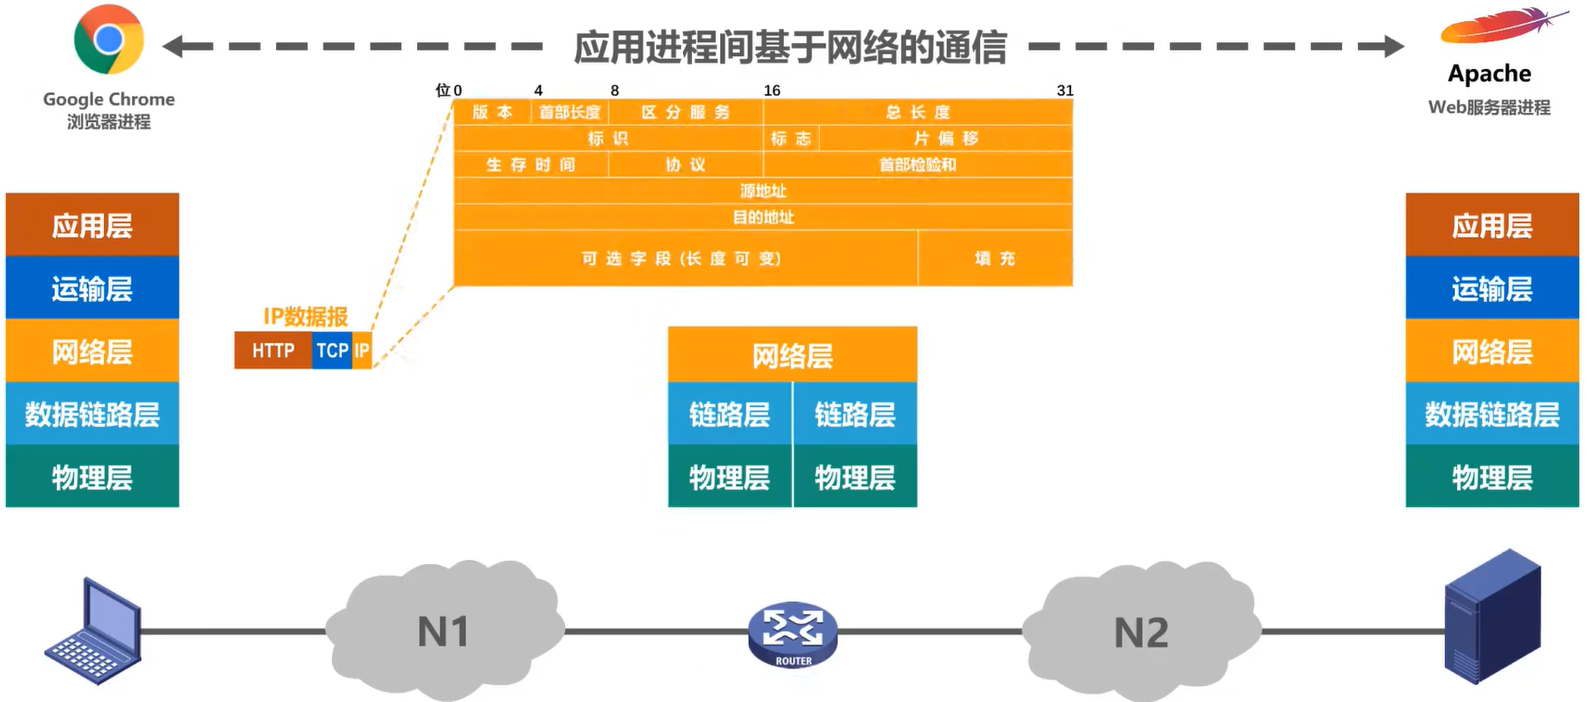 应用进程间基于网络的通信
Google Chrome
浏览器进程
Apache
Web服务器进程
位 0 4 8 16 31
版 本 首部长度 区 分 服 务 总 长 度
标 识 标 志 片 偏 移
生 存 时 间 协 议 首部检验和
源地址
目的地址
可 选 字 段 (长 度 可 变) 填 充
IP数据报
HTTP TCP IP
应用层
运输层
网络层
数据链路层
物理层
网络层
链路层 链路层
物理层 物理层
应用层
运输层
网络层
数据链路层
物理层
N1
ROUTER
N2